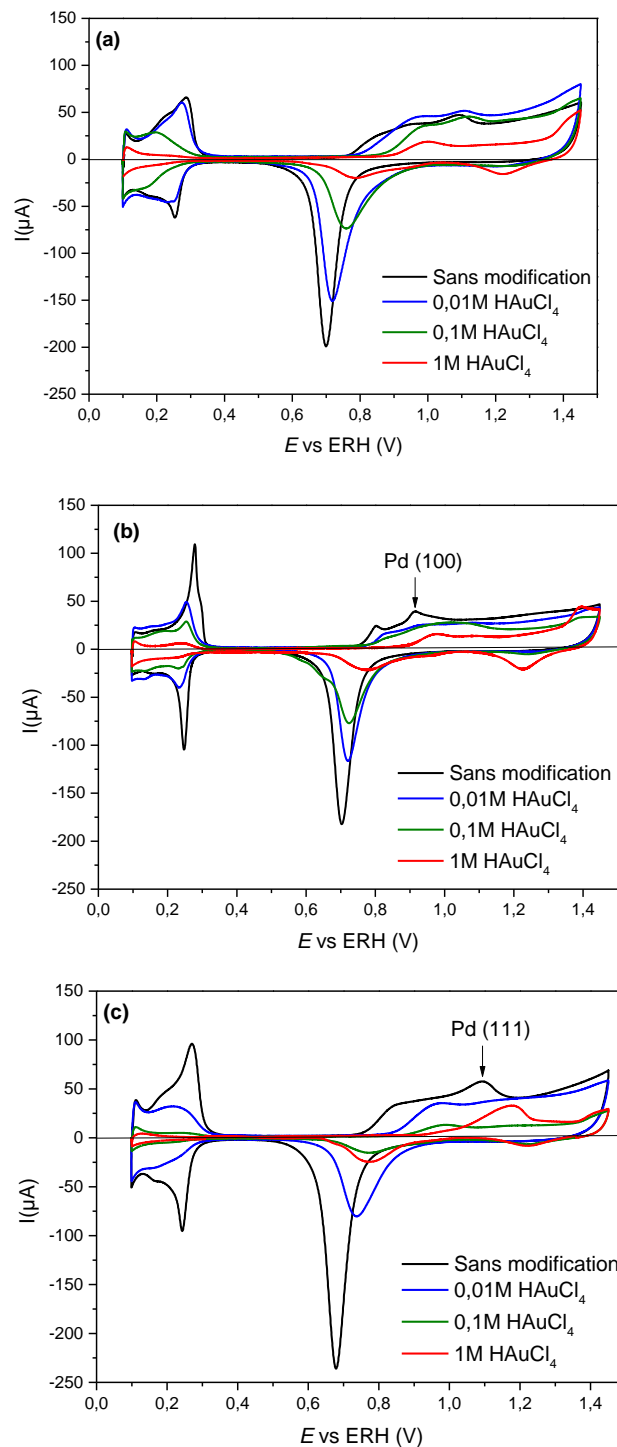 (a)
150
100
50
0
-50
-100
-150
-200
-250
I(µA)
Sans modification
0,01M HAuCl4
0,1M HAuCl4
1M HAuCl4
0,0 0,2 0,4 0,6 0,8 1,0 1,2 1,4
E vs ERH (V)
(b)
150
100
50
0
-50
-100
-150
-200
-250
I(µA)
Pd (100)
Sans modification
0,01M HAuCl4
0,1M HAuCl4
1M HAuCl4
0,0 0,2 0,4 0,6 0,8 1,0 1,2 1,4
E vs ERH (V)
(c)
150
100
50
0
-50
-100
-150
-200
-250
I(µA)
Pd (111)
Sans modification
0,01M HAuCl4
0,1M HAuCl4
1M HAuCl4
0,0 0,2 0,4 0,6 0,8 1,0 1,2 1,4
E vs ERH (V)